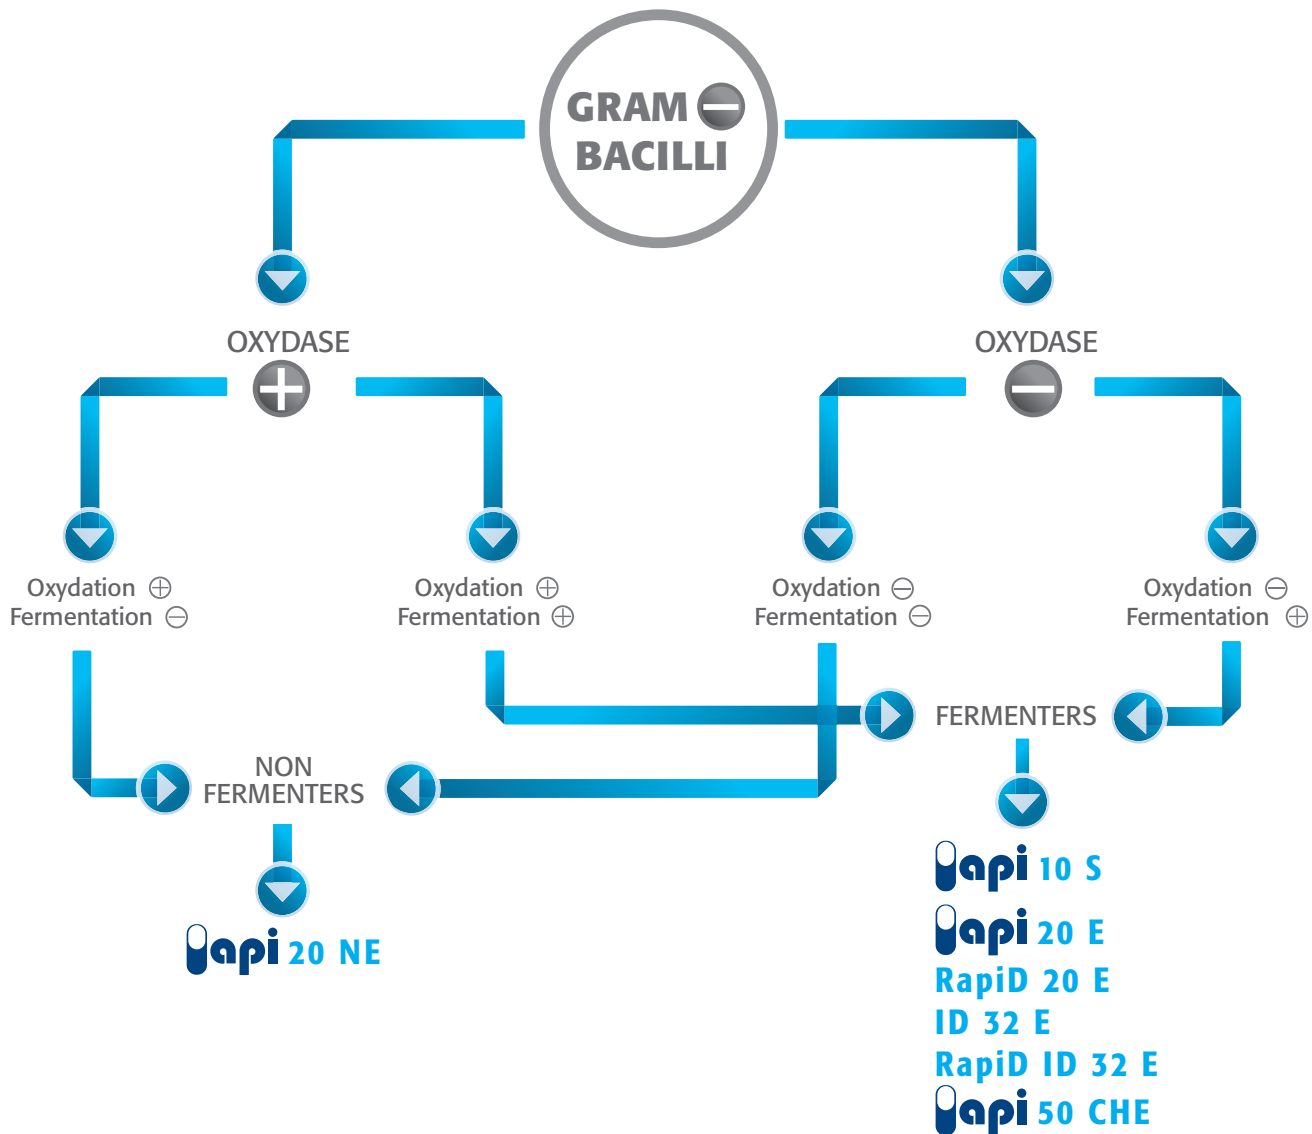 GRAM ⊖
BACILLI
OXYDASE
+
OXYDASE
−
Oxydation ⊕
Fermentation ⊖
Oxydation ⊕
Fermentation ⊕
Oxydation ⊖
Fermentation ⊖
Oxydation ⊖
Fermentation ⊕
FERMENTERS
NON
FERMENTERS
api 20 NE
api 10 S
api 20 E
RapiD 20 E
ID 32 E
RapiD ID 32 E
api 50 CHE